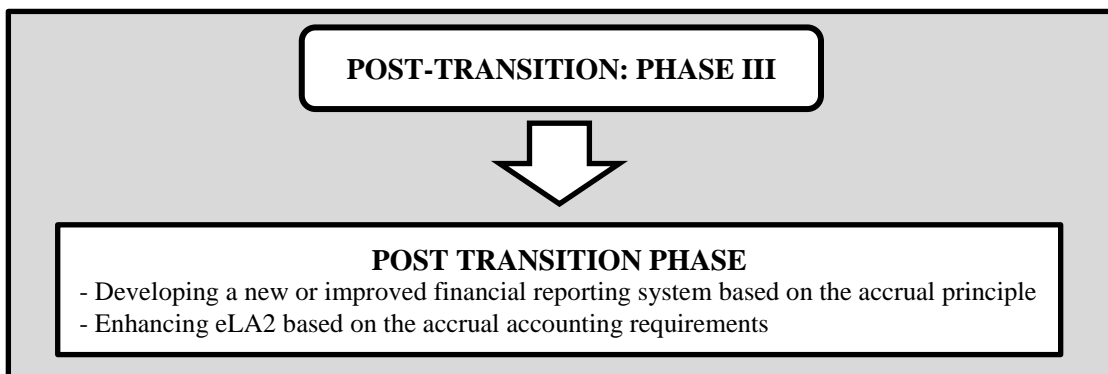 POST-TRANSITION: PHASE III
POST TRANSITION PHASE
- Developing a new or improved financial reporting system based on the accrual principle
- Enhancing eLA2 based on the accrual accounting requirements